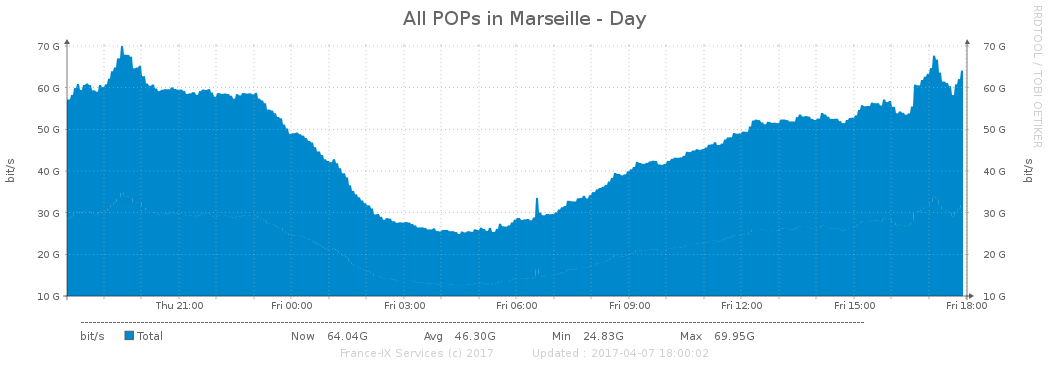 All POPs in Marseille - Day
RRDTOOL / TOBI OETIKER
bit/s
70 G 70 G
60 G 60 G
50 G 50 G
40 G 40 G
30 G 30 G
20 G 20 G
10 G 10 G
bit/s
Thu 21:00 Fri 00:00 Fri 03:00 Fri 06:00 Fri 09:00 Fri 12:00 Fri 15:00 Fri 18:00
bit/s Total Now 64.04G Avg 46.30G Min 24.83G Max 69.95G
France-IX Services (c) 2017 Updated : 2017-04-07 18:00:02